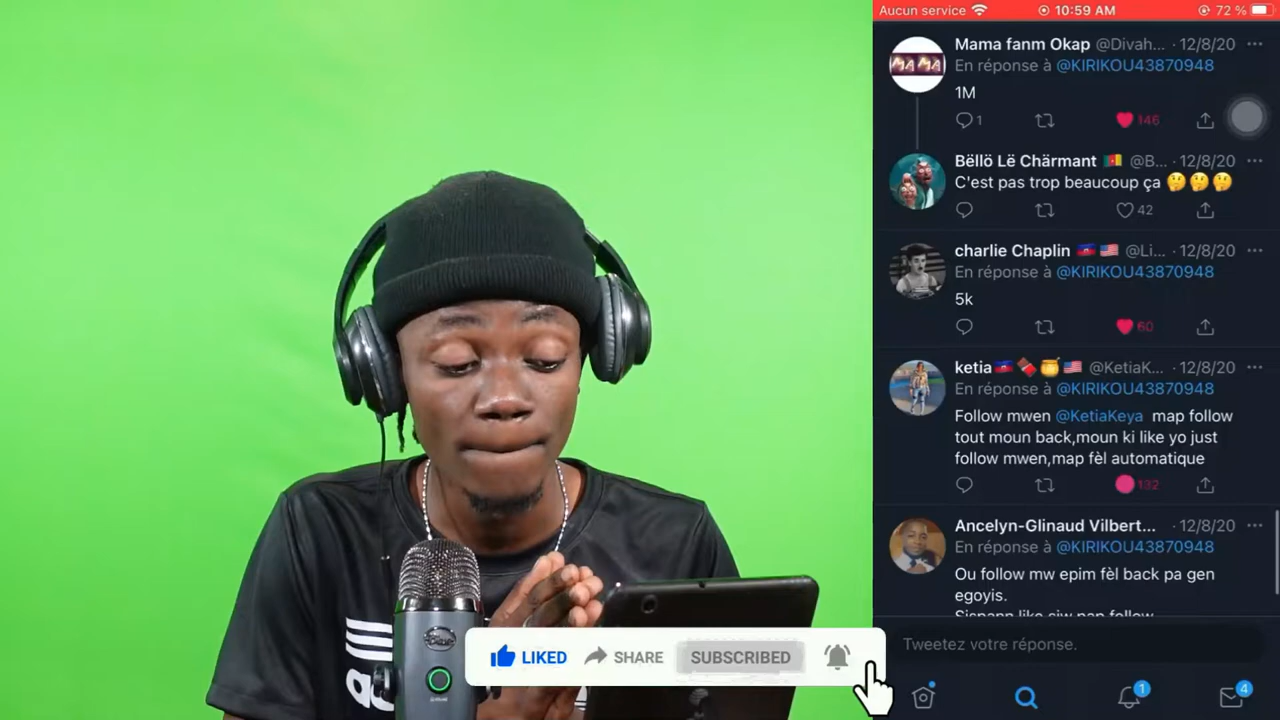 Aucun service
10:59 AM
72 %
Mama fanm Okap @Divah... · 12/8/20
En réponse à @KIRIKOU43870948
1M
1
146
Bëllö Lë Chärmant 🇨🇲 @B... · 12/8/20
C'est pas trop beaucoup ça 🤔🤔🤔
42
charlie Chaplin 🇭🇹🇺🇸 @Li... · 12/8/20
En réponse à @KIRIKOU43870948
5k
60
ketia🇭🇹🍫🍯🇺🇸 @KetiaK... · 12/8/20
En réponse à @KIRIKOU43870948
Follow mwen @KetiaKeya map follow
tout moun back,moun ki like yo just
follow mwen,map fèl automatique
132
Ancelyn-Glinaud Vilbert... · 12/8/20
En réponse à @KIRIKOU43870948
Ou follow mw epim fèl back pa gen
egoyis.
Sispann like siw pap follow
Tweetez votre réponse.
1
4
LIKED
SHARE
SUBSCRIBED